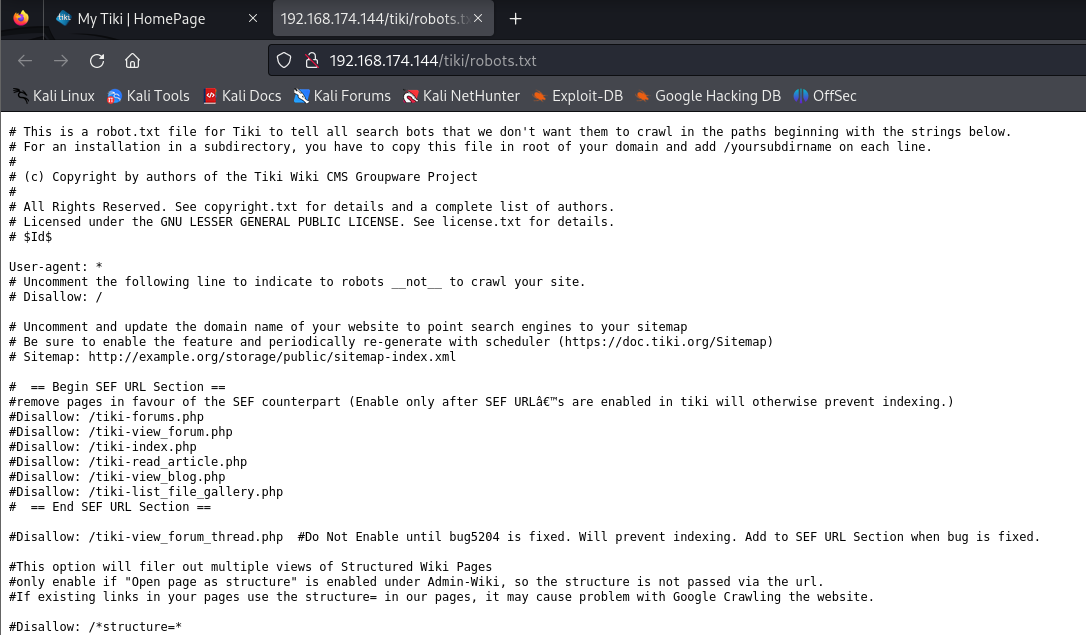 My Tiki | HomePage
192.168.174.144/tiki/robots.t
192.168.174.144/tiki/robots.txt
Kali Linux Kali Tools Kali Docs Kali Forums Kali NetHunter Exploit-DB Google Hacking DB OffSec
# This is a robot.txt file for Tiki to tell all search bots that we don't want them to crawl in the paths beginning with the strings below.
# For an installation in a subdirectory, you have to copy this file in root of your domain and add /yoursubdirname on each line.
#
# (c) Copyright by authors of the Tiki Wiki CMS Groupware Project
#
# All Rights Reserved. See copyright.txt for details and a complete list of authors.
# Licensed under the GNU LESSER GENERAL PUBLIC LICENSE. See license.txt for details.
# $Id$
User-agent: *
# Uncomment the following line to indicate to robots __not__ to crawl your site.
# Disallow: /
# Uncomment and update the domain name of your website to point search engines to your sitemap
# Be sure to enable the feature and periodically re-generate with scheduler (https://doc.tiki.org/Sitemap)
# Sitemap: http://example.org/storage/public/sitemap-index.xml
#  == Begin SEF URL Section ==
#remove pages in favour of the SEF counterpart (Enable only after SEF URLâ€™s are enabled in tiki will otherwise prevent indexing.)
#Disallow: /tiki-forums.php
#Disallow: /tiki-view_forum.php
#Disallow: /tiki-index.php
#Disallow: /tiki-read_article.php
#Disallow: /tiki-view_blog.php
#Disallow: /tiki-list_file_gallery.php
#  == End SEF URL Section ==
#Disallow: /tiki-view_forum_thread.php  #Do Not Enable until bug5204 is fixed. Will prevent indexing. Add to SEF URL Section when bug is fixed.
#This option will filer out multiple views of Structured Wiki Pages
#only enable if "Open page as structure" is enabled under Admin-Wiki, so the structure is not passed via the url.
#If existing links in your pages use the structure= in our pages, it may cause problem with Google Crawling the website.
#Disallow: /*structure=*